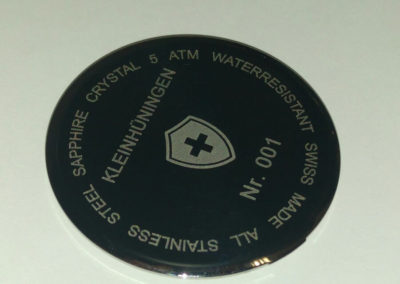 SAPPHIRE CRYSTAL 5 ATM WATERRESISTANT SWISS MADE ALL STAINLESS STEEL
KLEINHÜNINGEN
Nr. 001